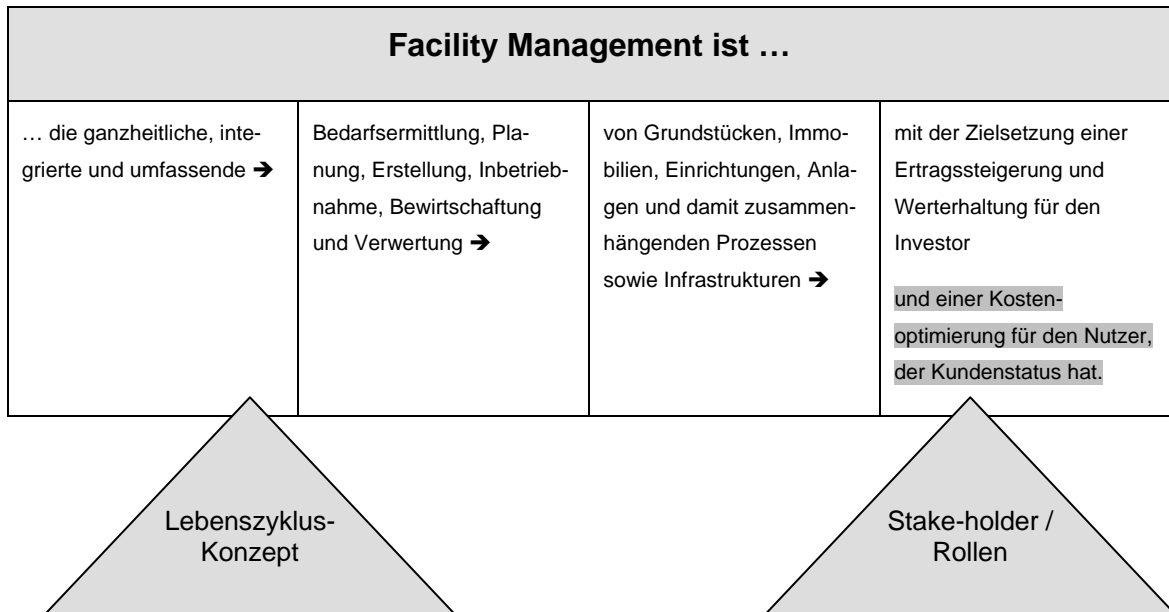 Facility Management ist …
… die ganzheitliche, inte-
grierte und umfassende ➔
Bedarfsermittlung, Pla-
nung, Erstellung, Inbetrieb-
nahme, Bewirtschaftung
und Verwertung ➔
von Grundstücken, Immo-
bilien, Einrichtungen, Anla-
gen und damit zusammen-
hängenden Prozessen
sowie Infrastrukturen ➔
mit der Zielsetzung einer
Ertragssteigerung und
Werterhaltung für den
Investor
und einer Kosten-
optimierung für den Nutzer,
der Kundenstatus hat.
Lebenszyklus-
Konzept
Stake-holder /
Rollen